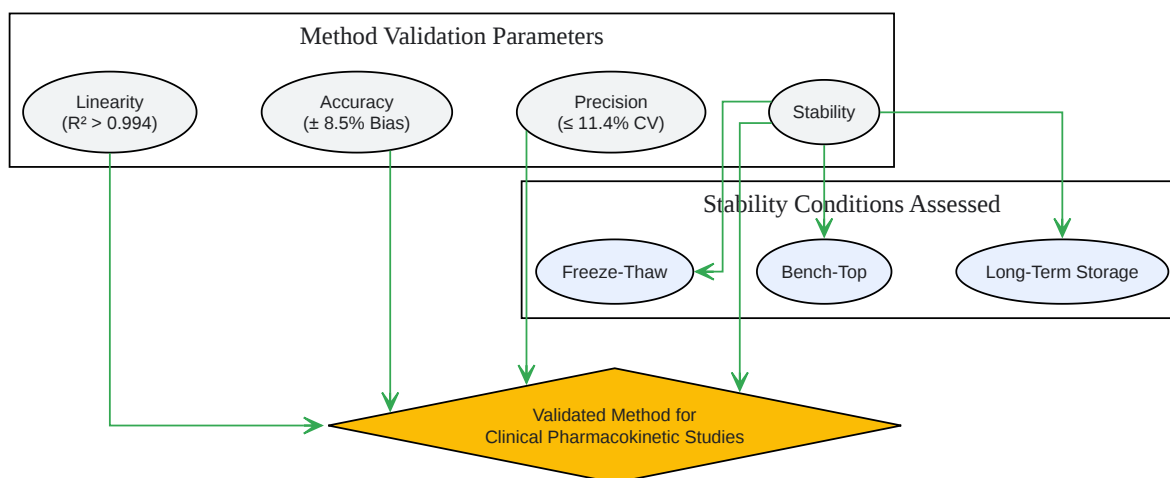 Method Validation Parameters
Linearity
(R² > 0.994)
Accuracy
(± 8.5% Bias)
Precision
(≤ 11.4% CV)
Stability
Stability Conditions Assessed
Freeze-Thaw
Bench-Top
Long-Term Storage
Validated Method for
Clinical Pharmacokinetic Studies